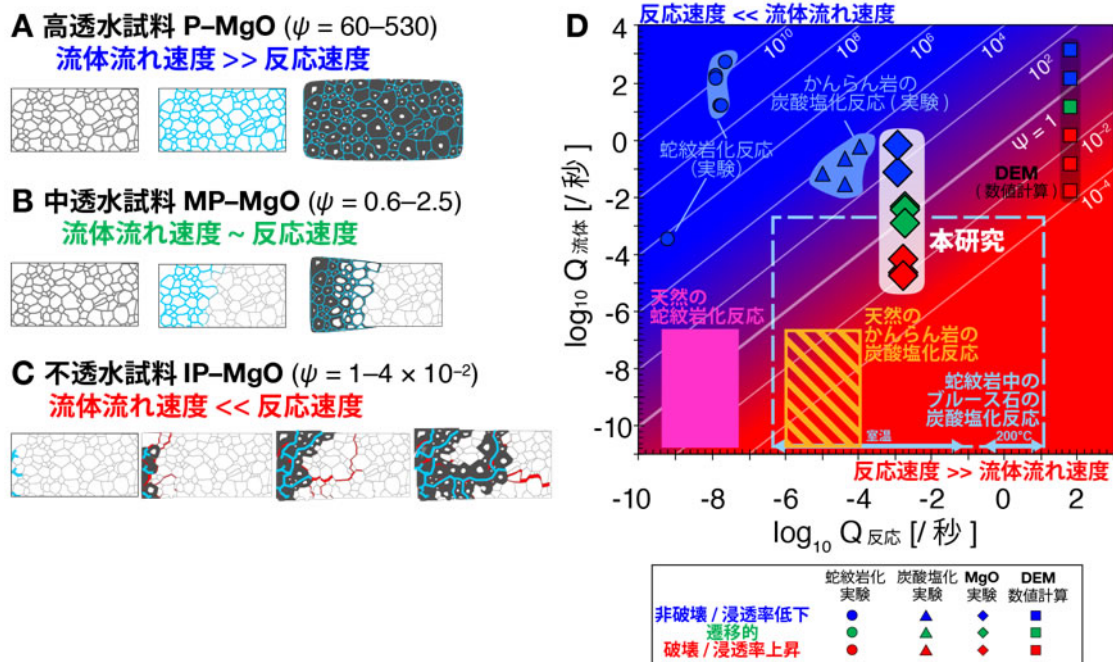 A 高透水試料 P–MgO (ψ = 60–530)
流体流れ速度 >> 反応速度
B 中透水試料 MP–MgO (ψ = 0.6–2.5)
流体流れ速度 ~ 反応速度
C 不透水試料 IP–MgO (ψ = 1–4 × 10⁻²)
流体流れ速度 << 反応速度
D
反応速度 << 流体流れ速度
4
2
0
-2
-4
-6
-8
-10
log₁₀ Q 流体 [/ 秒]
10¹⁰
10⁸
10⁶
10⁴
10²
ψ = 1
10⁻²
10⁻⁴
かんらん岩の
炭酸塩化反応 ( 実験 )
蛇紋岩化反応
(実験)
DEM
( 数値計算 )
本研究
天然の
蛇紋岩化反応
天然の
かんらん岩の
炭酸塩化反応
蛇紋岩中の
ブルース石の
炭酸塩化反応
室温
200°C
反応速度 >> 流体流れ速度
-10 -8 -6 -4 -2 0 2
log₁₀ Q 反応 [/ 秒]
蛇紋岩化 炭酸塩化 MgO DEM
実験 実験 実験 数値計算
非破壊 / 浸透率低下
遷移的
破壊 / 浸透率上昇